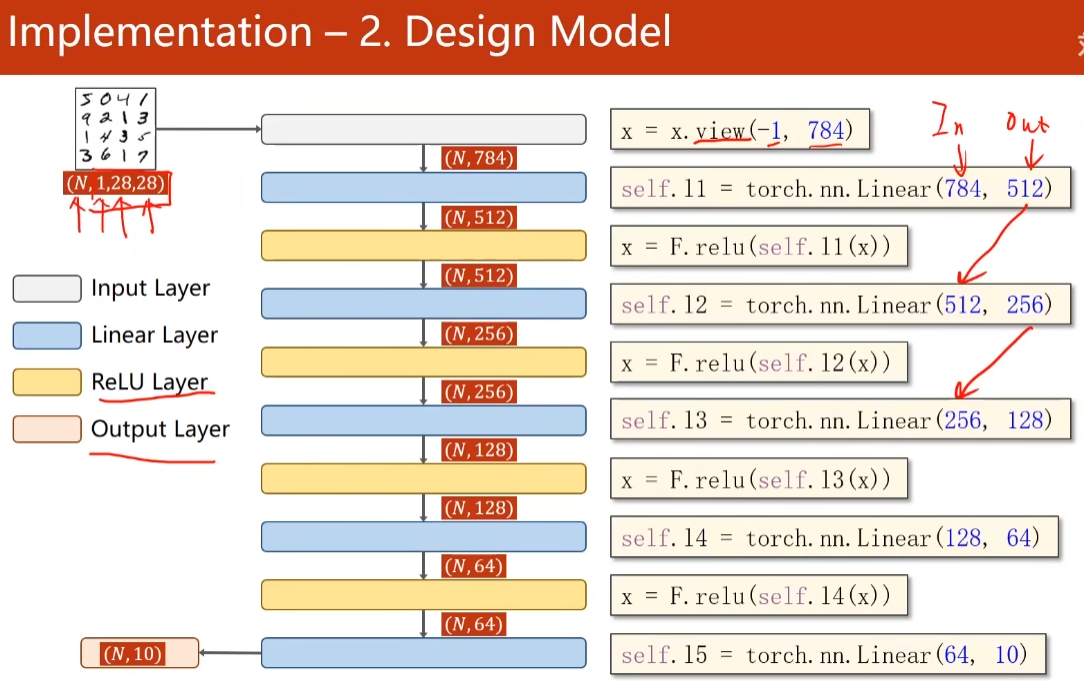 Implementation – 2. Design Model
5 0 4 1
9 2 1 3
1 4 3 5
3 6 1 7
(N,1,28,28)
Input Layer
Linear Layer
ReLU Layer
Output Layer
(N,784)
(N,512)
(N,512)
(N,256)
(N,256)
(N,128)
(N,128)
(N,64)
(N,64)
(N,10)
In out
x = x.view(-1, 784)
self.l1 = torch.nn.Linear(784, 512)
x = F.relu(self.l1(x))
self.l2 = torch.nn.Linear(512, 256)
x = F.relu(self.l2(x))
self.l3 = torch.nn.Linear(256, 128)
x = F.relu(self.l3(x))
self.l4 = torch.nn.Linear(128, 64)
x = F.relu(self.l4(x))
self.l5 = torch.nn.Linear(64, 10)